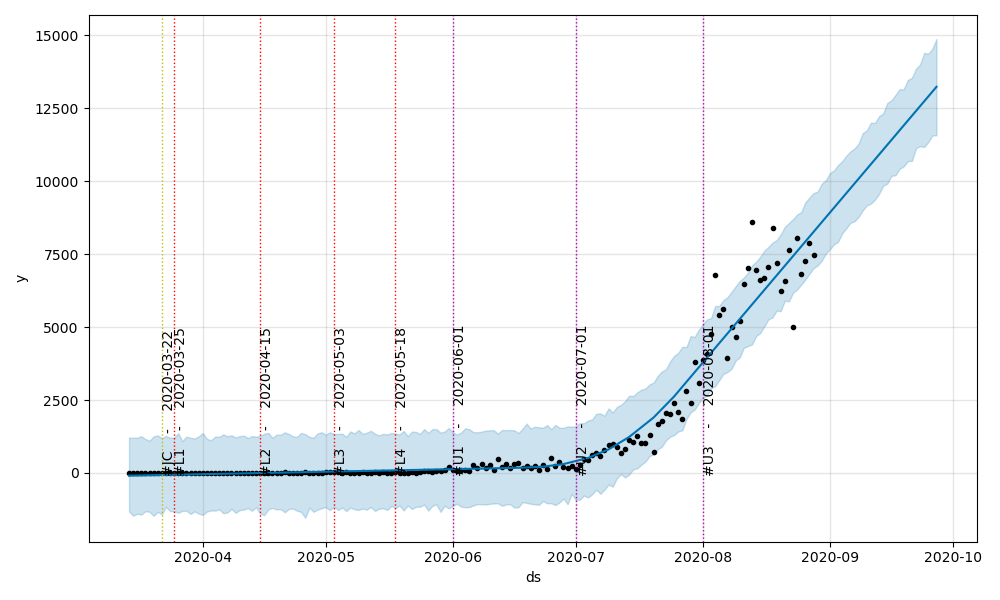 15000
12500
10000
7500
5000
2500
0
y
#JC - 2020-03-22
#L1 - 2020-03-25
#L2 - 2020-04-15
#L3 - 2020-05-03
#L4 - 2020-05-18
#U1 - 2020-06-01
#U2 - 2020-07-01
#U3 - 2020-08-01
2020-04
2020-05
2020-06
2020-07
2020-08
2020-09
2020-10
ds